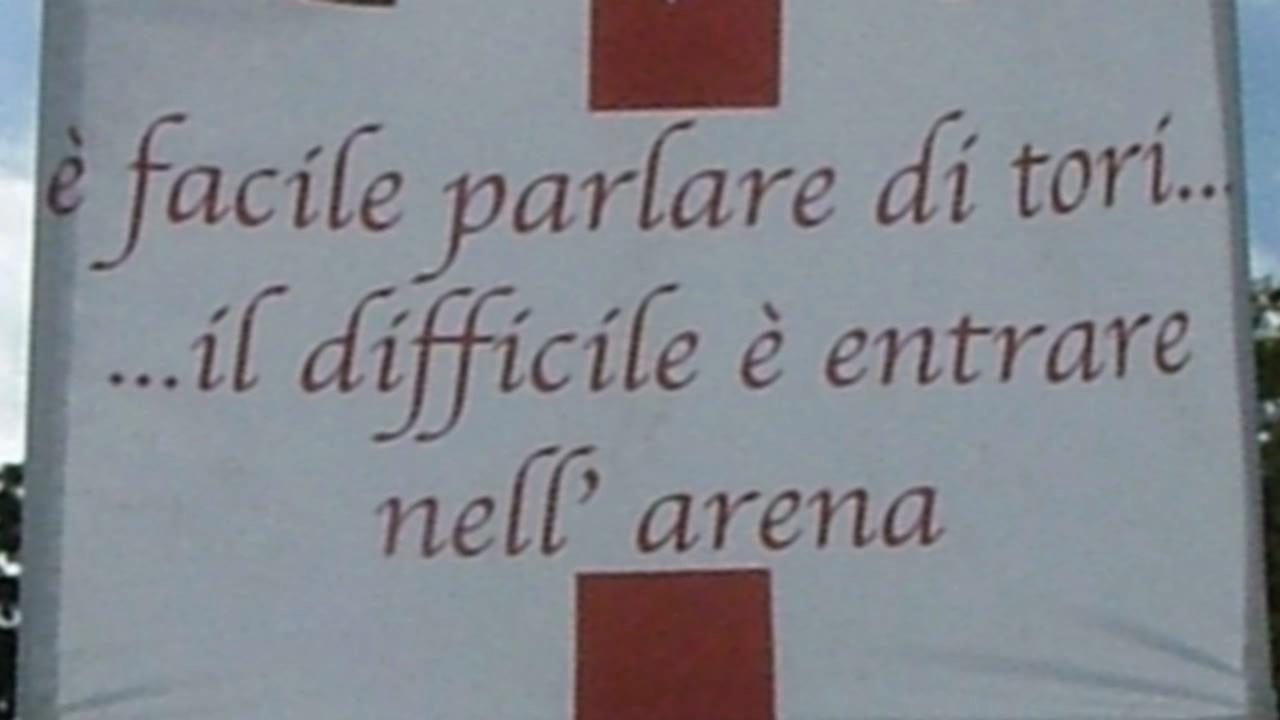 è facile parlare di tori...
...il difficile è entrare
nell' arena